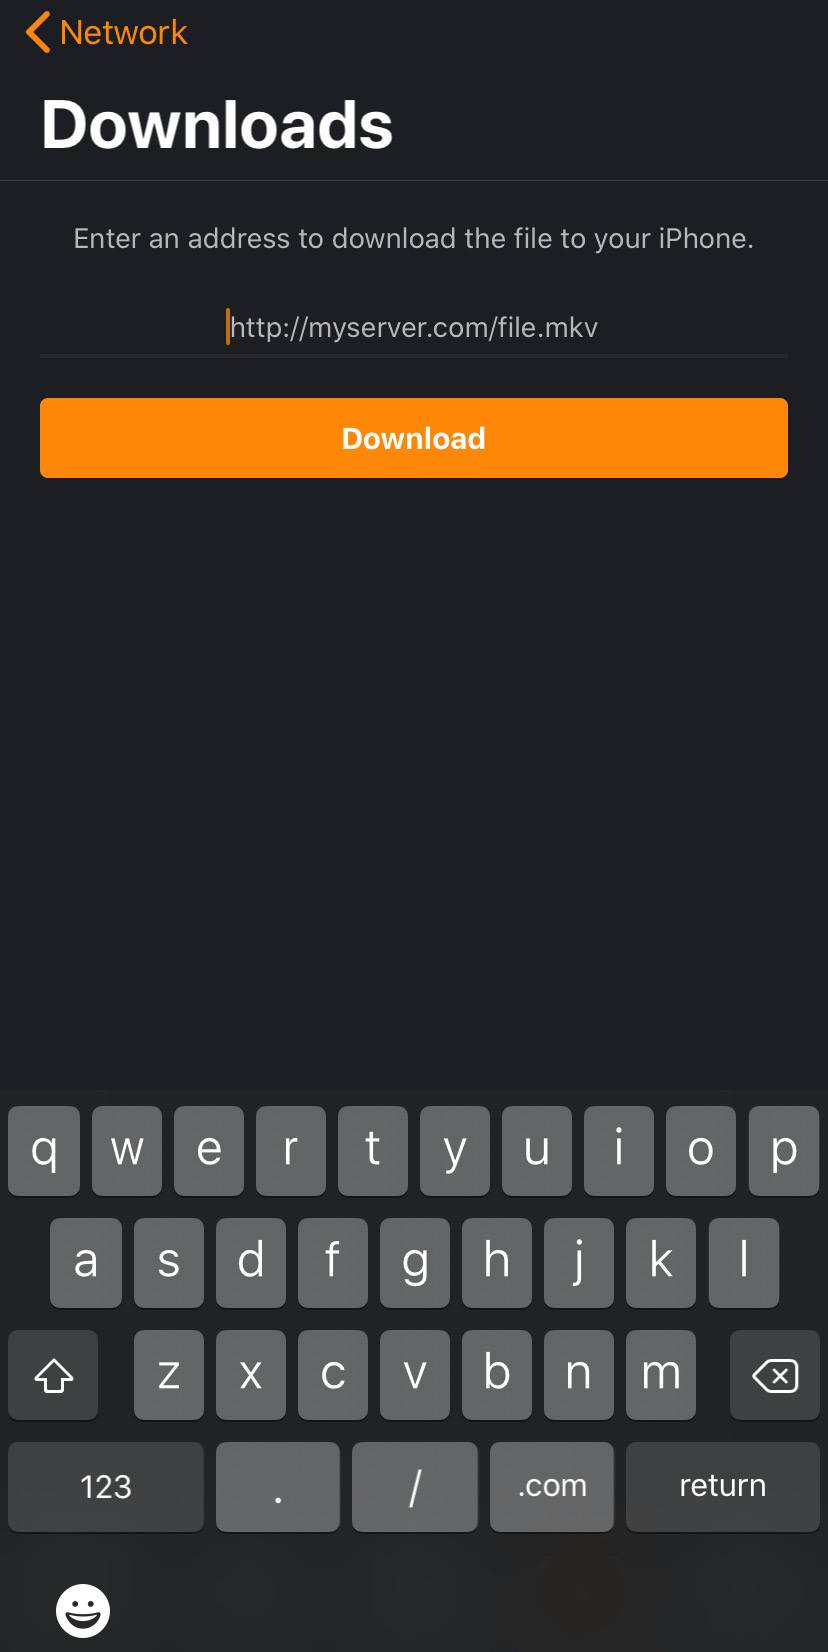 Network
Downloads
Enter an address to download the file to your iPhone.
http://myserver.com/file.mkv
Download
q w e r t y u i o p
a s d f g h j k l
z x c v b n m
123 . / .com return